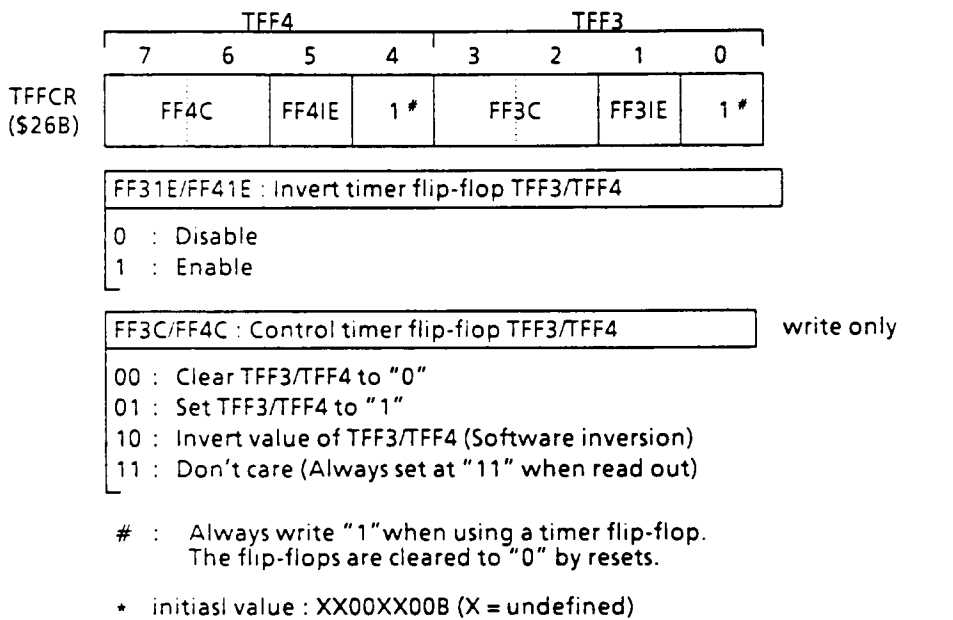 TFF4 TFF3
7 6 5 4 3 2 1 0
TFFCR
($26B)
FF4C FF4IE 1 # FF3C FF3IE 1 #
FF31E/FF41E : Invert timer flip-flop TFF3/TFF4
0 : Disable
1 : Enable
FF3C/FF4C : Control timer flip-fiop TFF3/TFF4 write only
00 : Clear TFF3/TFF4 to "0"
01 : Set TFF3/TFF4 to "1"
10 : Invert value of TFF3/TFF4 (Software inversion)
11 : Don't care (Always set at "11" when read out)
# : Always write "1" when using a timer flip-flop.
The flip-flops are cleared to "0" by resets.
* initiasl value : XX00XX00B (X = undefined)